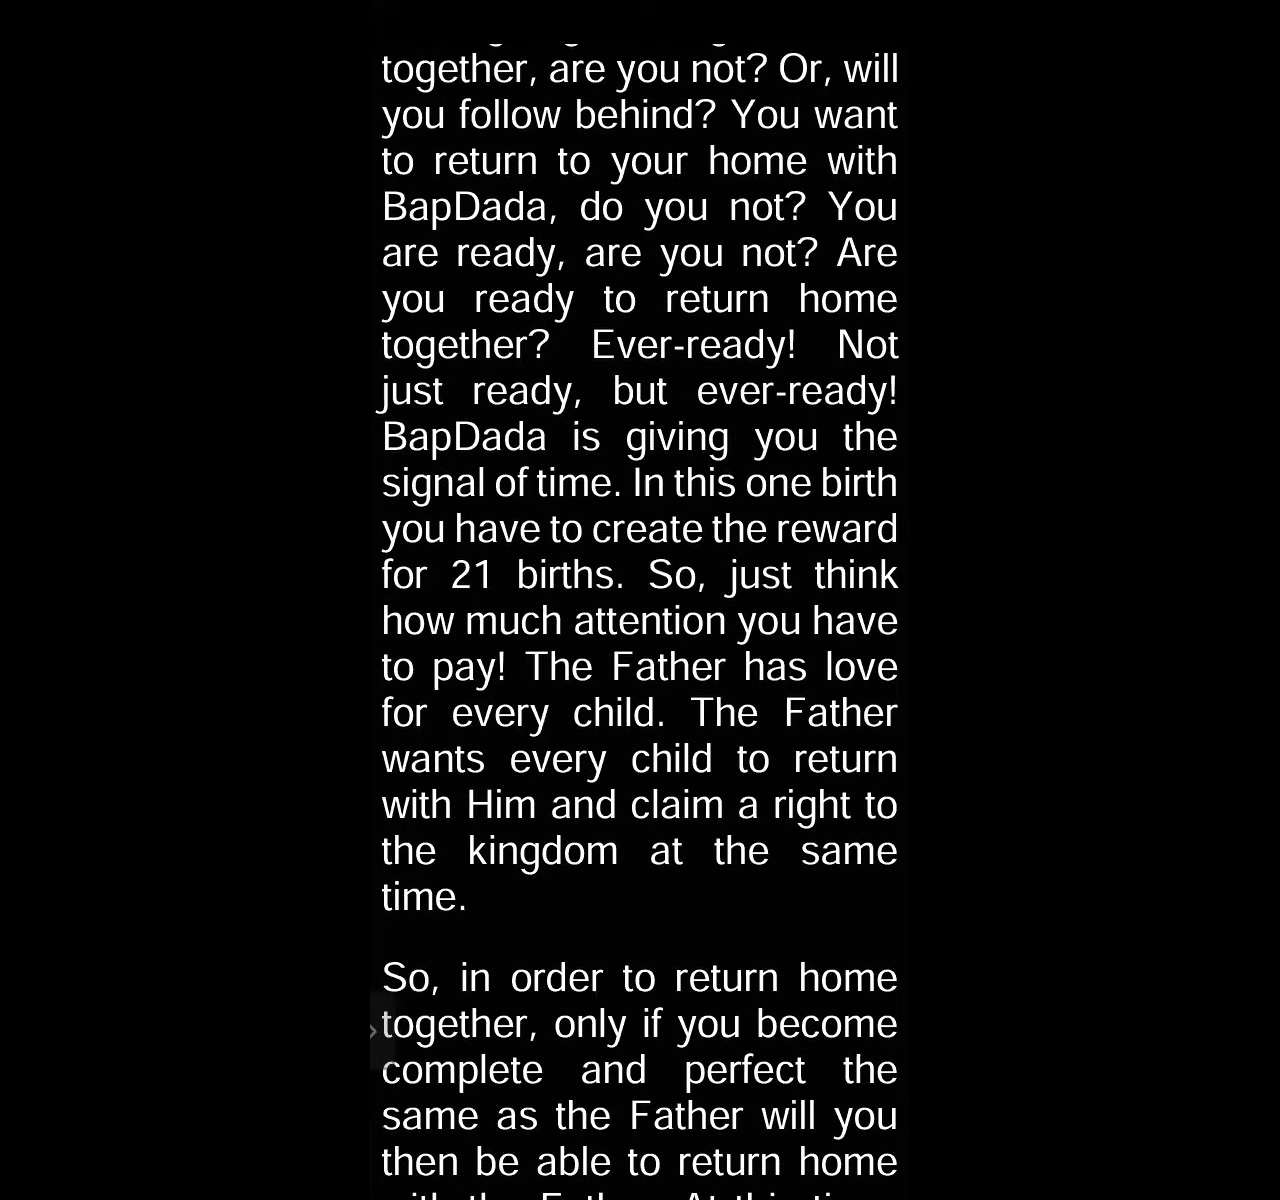 together, are you not? Or, will
you follow behind? You want
to return to your home with
BapDada, do you not? You
are ready, are you not? Are
you ready to return home
together? Ever-ready! Not
just ready, but ever-ready!
BapDada is giving you the
signal of time. In this one birth
you have to create the reward
for 21 births. So, just think
how much attention you have
to pay! The Father has love
for every child. The Father
wants every child to return
with Him and claim a right to
the kingdom at the same
time.
So, in order to return home
together, only if you become
complete and perfect the
same as the Father will you
then be able to return home